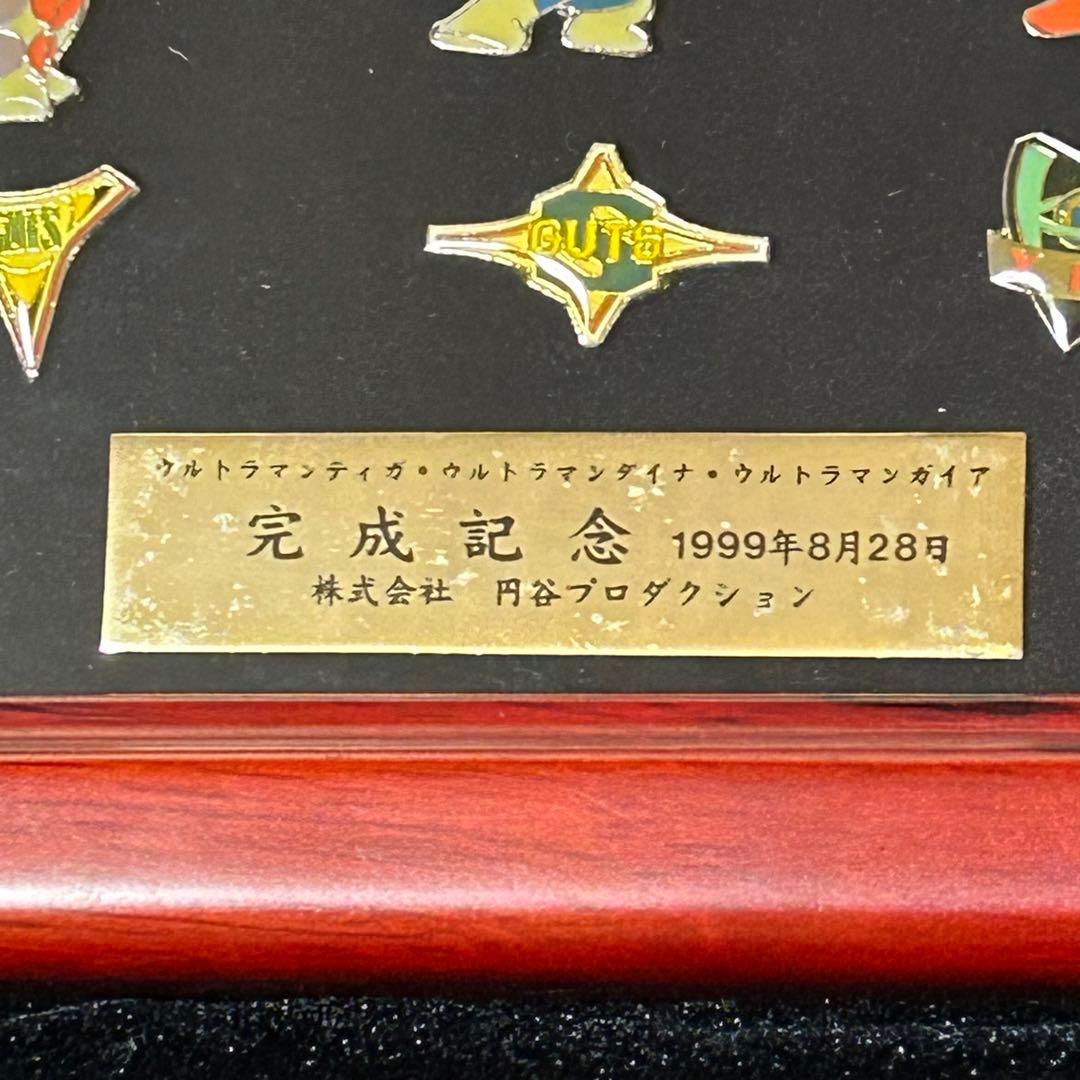 GUTS
ウルトラマンティガ・ウルトラマンダイナ・ウルトラマンガイア
完成記念 1999年8月28日
株式会社 円谷プロダクション